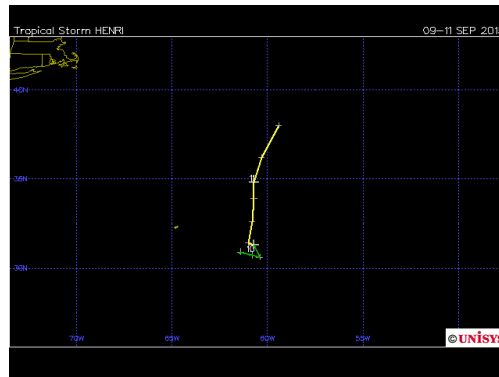 Tropical Storm HENRI 09-11 SEP 201
40N
35N
11
10
30N
70W 65W 60W 55W
©UNISYS